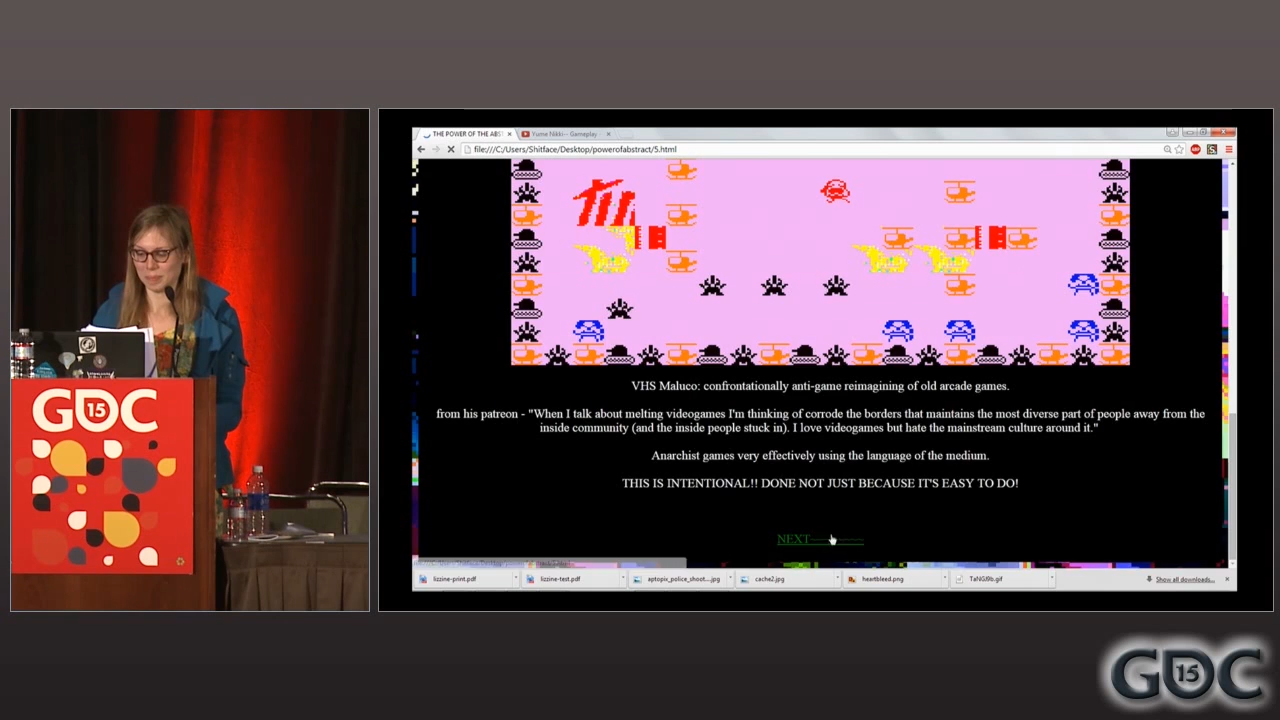 THE POWER OF THE ABS
Yume Nikki-- Gameplay
file:///C:/Users/Shitface/Desktop/powerofabstract/5.html
VHS Maluco: confrontationally anti-game reimagining of old arcade games.
from his patreon - "When I talk about melting videogames I'm thinking of corrode the borders that maintains the most diverse part of people away from the
inside community (and the inside people stuck in). I love videogames but hate the mainstream culture around it."
Anarchist games very effectively using the language of the medium.
THIS IS INTENTIONAL!! DONE NOT JUST BECAUSE IT'S EASY TO DO!
NEXT
lizzine-print.pdf
lizzine-test.pdf
aptopix_police_shoot....jpg
cache2.jpg
heartbleed.png
TaNGJ9b.gif
Show all downloads...
GDC 15
GDC 15